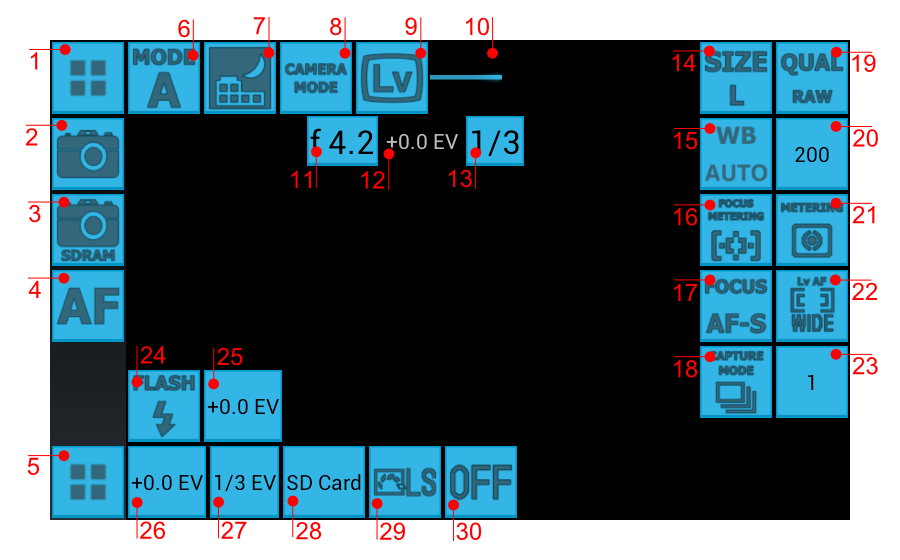 6 7 8 9 10
1 MODE A CAMERA MODE Lv 14 SIZE L QUAL RAW 19
2 f 4.2 +0.0 EV 1/3 15 WB AUTO 200 20
11 12 13
3 SDRAM 16 FOCUS METERING METERING 21
4 AF 17 FOCUS AF-S Lv AF WIDE 22
24 25 18 CAPTURE MODE 1 23
FLASH +0.0 EV
5 +0.0 EV 1/3 EV SD Card LS OFF
26 27 28 29 30